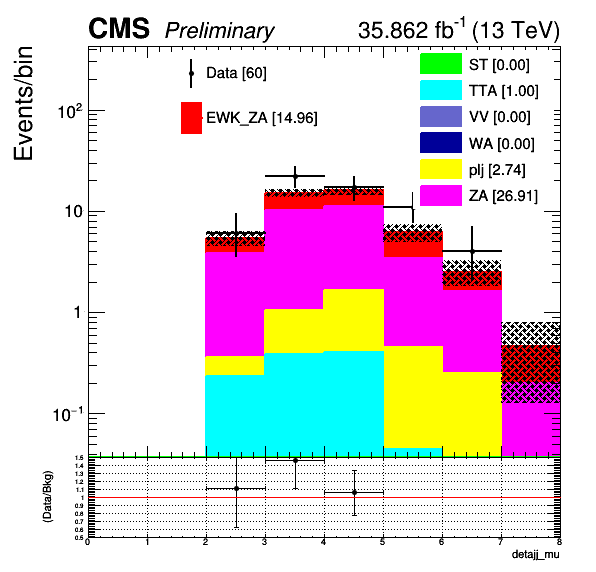 CMS Preliminary 35.862 fb⁻¹ (13 TeV)
Events/bin
Data [60]
EWK_ZA [14.96]
ST [0.00]
TTA [1.00]
VV [0.00]
WA [0.00]
plj [2.74]
ZA [26.91]
10²
10
1
10⁻¹
(Data/Bkg)
1.5
1.4
1.3
1.2
1.1
1
0.9
0.8
0.7
0.6
0.5
0 1 2 3 4 5 6 7 8
detajj_mu